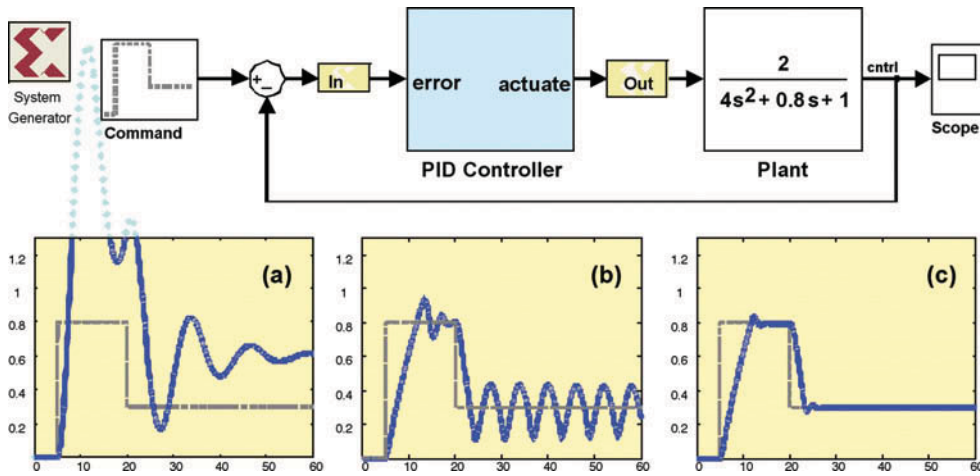 System
Generator
Command
+
−
In
error
actuate
PID Controller
Out
2
4s² + 0.8s + 1
Plant
cntrl
Scope
(a)
1.2
1
0.8
0.6
0.4
0.2
0 10 20 30 40 50 60
(b)
1.2
1
0.8
0.6
0.4
0.2
0 10 20 30 40 50 60
(c)
1.2
1
0.8
0.6
0.4
0.2
0 10 20 30 40 50